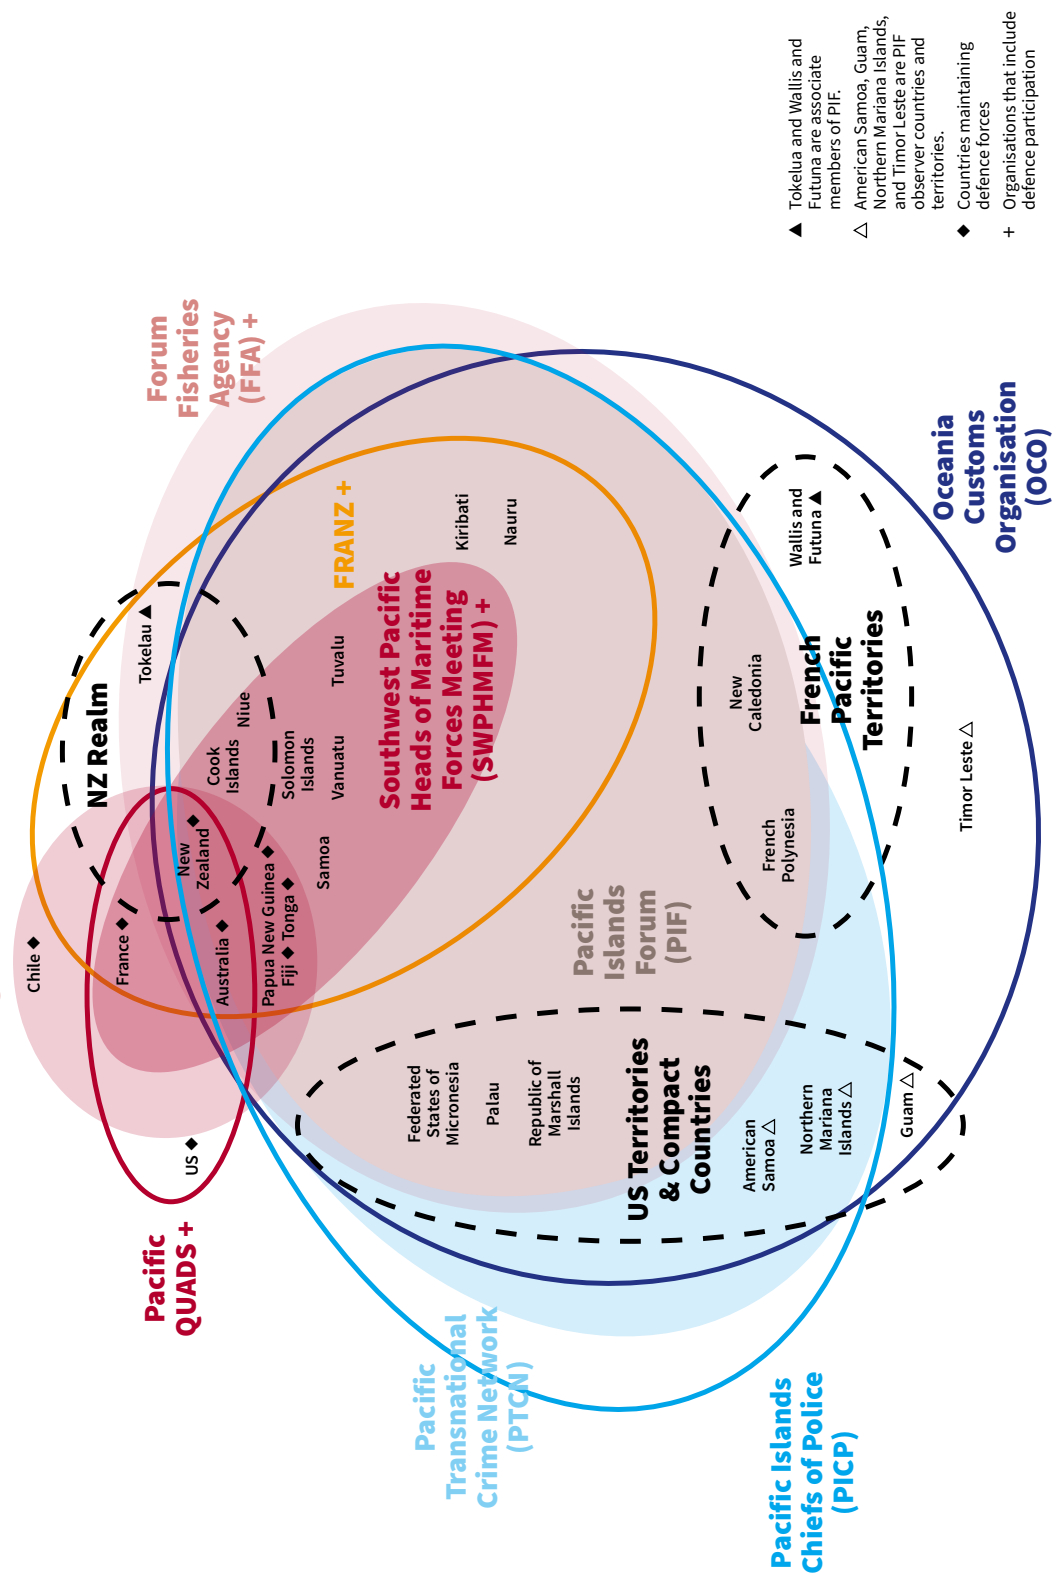 Forum
Fisheries
Agency
(FFA) +
Pacific
QUADS +
NZ Realm
FRANZ +
Southwest Pacific
Heads of Maritime
Forces Meeting
(SWPHMFM) +
Pacific
Islands
Forum
(PIF)
US Territories
& Compact
Countries
French
Pacific
Territories
Pacific
Transnational
Crime Network
(PTCN)
Pacific Islands
Chiefs of Police
(PICP)
Oceania
Customs
Organisation
(OCO)
Chile ◆
France ◆
US ◆
Australia ◆
New
Zealand ◆
Papua New Guinea ◆
Fiji ◆ Tonga ◆
Samoa
Tokelau ▲
Cook
Islands
Niue
Solomon
Islands
Vanuatu
Tuvalu
Kiribati
Nauru
Federated
States of
Micronesia
Palau
Republic of
Marshall
Islands
American
Samoa △
Northern
Mariana
Islands △
Guam △
New
Caledonia
French
Polynesia
Wallis and
Futuna ▲
Timor Leste △
▲ Tokelua and Wallis and
Futuna are associate
members of PIF.
△ American Samoa, Guam,
Northern Mariana Islands,
and Timor Leste are PIF
observer countries and
territories.
◆ Countries maintaining
defence forces
+ Organisations that include
defence participation